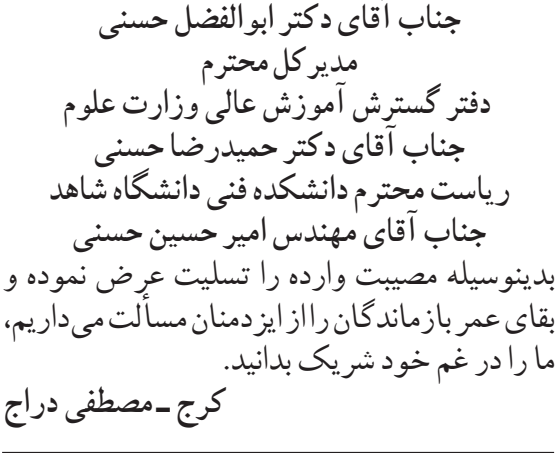 جناب آقای دکتر ابوالفضل حسنی
مدیرکل محترم
دفتر گسترش آموزش عالی وزارت علوم
جناب آقای دکتر حمیدرضا حسنی
ریاست محترم دانشکده فنی دانشگاه شاهد
جناب آقای مهندس امیر حسین حسنی
بدینوسیله مصیبت وارده را تسلیت عرض نموده و
بقای عمر بازماندگان را از ایزدمنان مسألت می‌داریم،
ما را در غم خود شریک بدانید.
کرج ـ مصطفی دراج